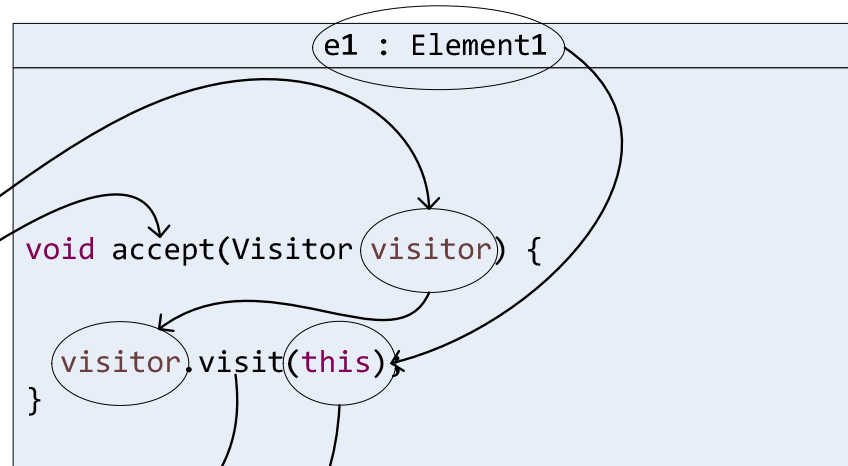 e1 : Element1
void accept(Visitor visitor) {
visitor.visit(this);
}